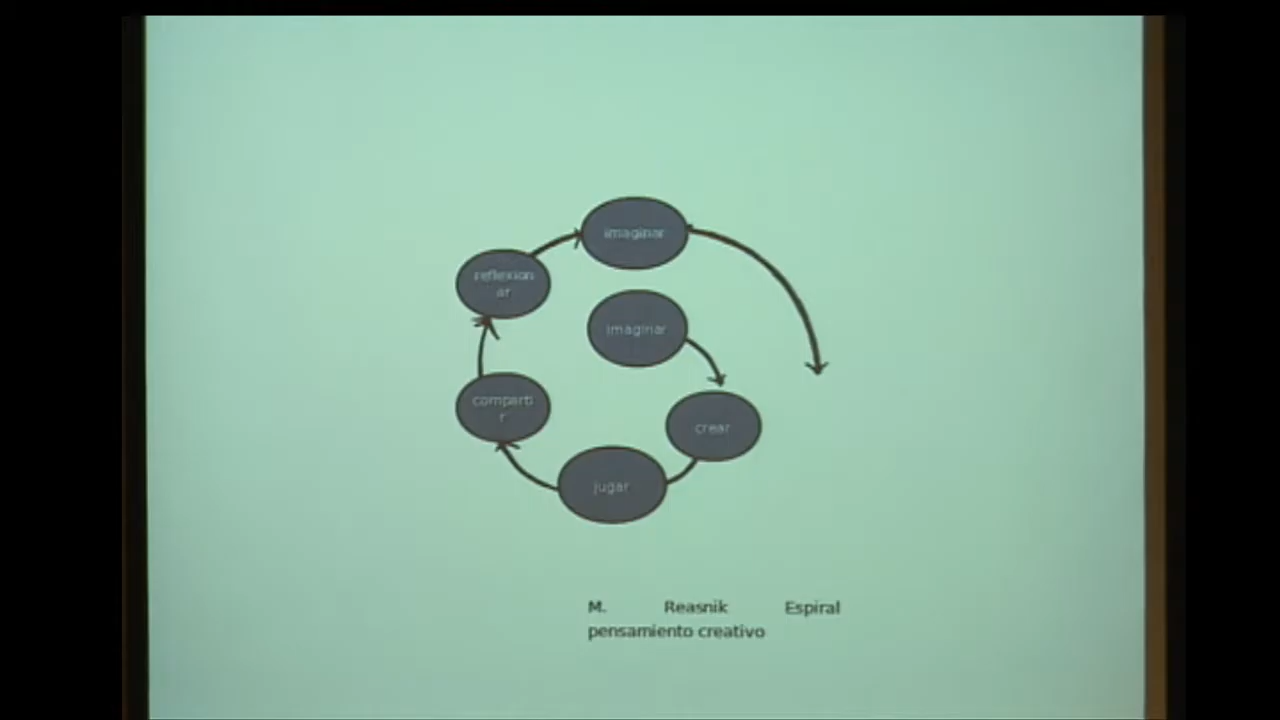 imaginar
reflexion
ar
imaginar
comparti
r
crear
jugar
M. Reasnik Espiral
pensamiento creativo